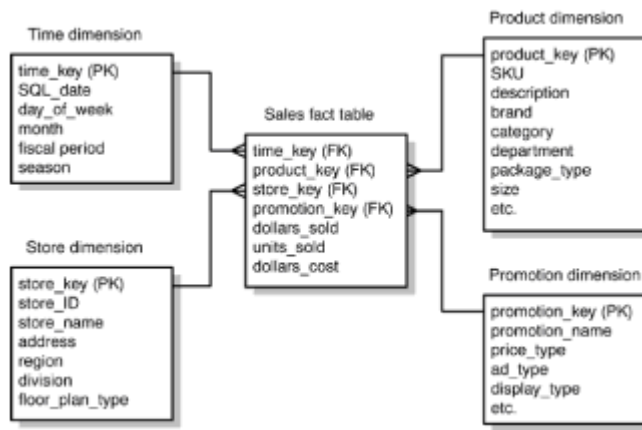 Time dimension
time_key (PK)
SQL_date
day_of_week
month
fiscal period
season
Store dimension
store_key (PK)
store_ID
store_name
address
region
division
floor_plan_type
Sales fact table
time_key (FK)
product_key (FK)
store_key (FK)
promotion_key (FK)
dollars_sold
units_sold
dollars_cost
Product dimension
product_key (PK)
SKU
description
brand
category
department
package_type
size
etc.
Promotion dimension
promotion_key (PK)
promotion_name
price_type
ad_type
display_type
etc.